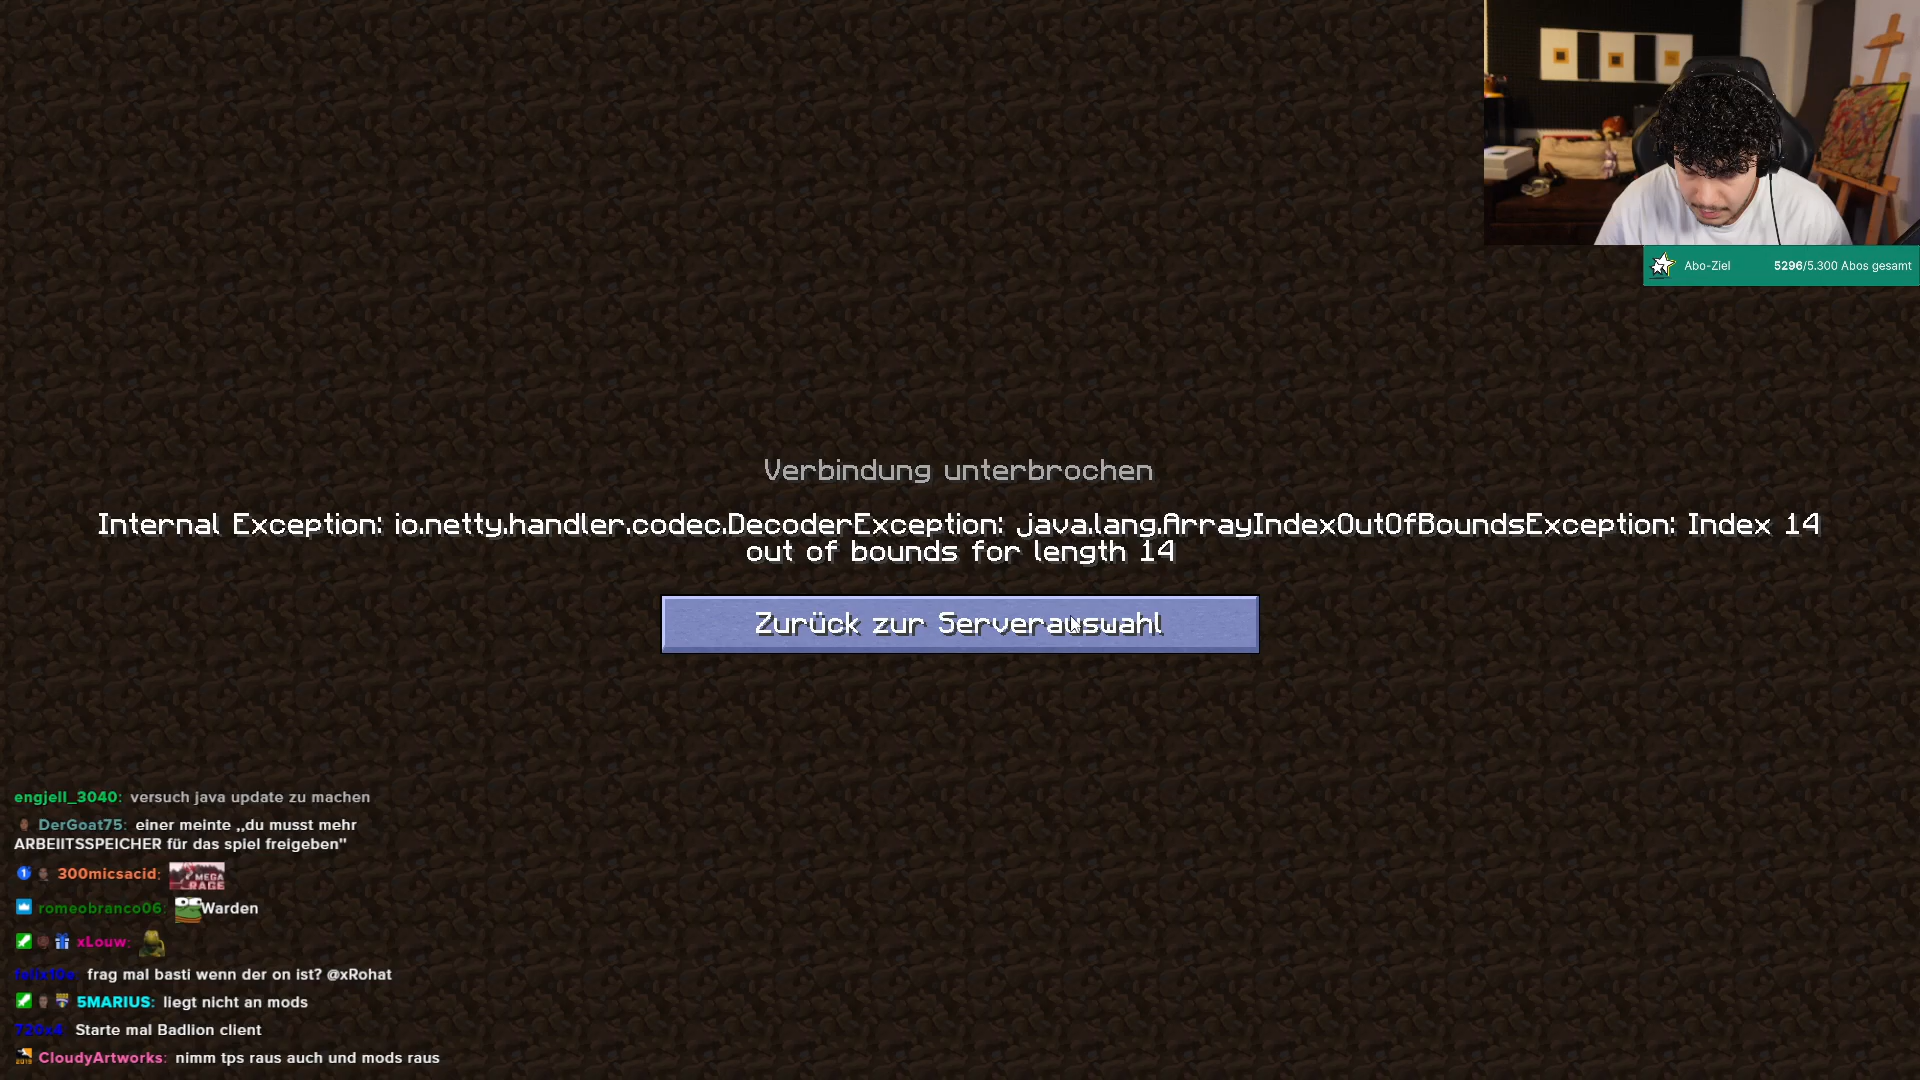 Abo-Ziel 5296/5.300 Abos gesamt
Verbindung unterbrochen
Internal Exception: io.netty.handler.codec.DecoderException: java.lang.ArrayIndexOutOfBoundsException: Index 14
out of bounds for length 14
Zurück zur Serverauswahl
engjell_3040: versuch java update zu machen
DerGoat75: einer meinte ,,du musst mehr
ARBEIITSSPEICHER für das spiel freigeben"
300micsacid: MEGA
RAGE
romeobranco06: Warden
xLouw:
frag mal basti wenn der on ist? @xRohat
5MARIUS: liegt nicht an mods
Starte mal Badlion client
CloudyArtworks: nimm tps raus auch und mods raus